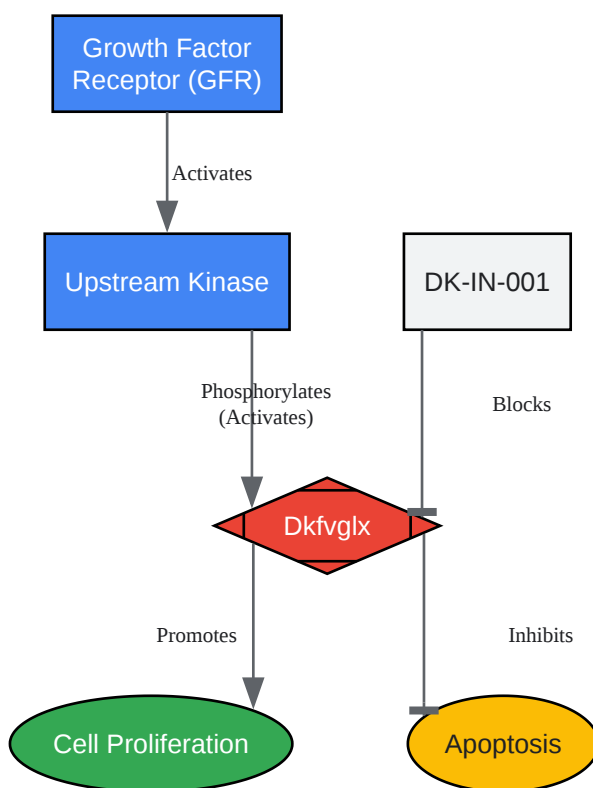 Growth Factor
Receptor (GFR)
Activates
Upstream Kinase
DK-IN-001
Phosphorylates
(Activates)
Blocks
Dkfvglx
Promotes
Inhibits
Cell Proliferation
Apoptosis